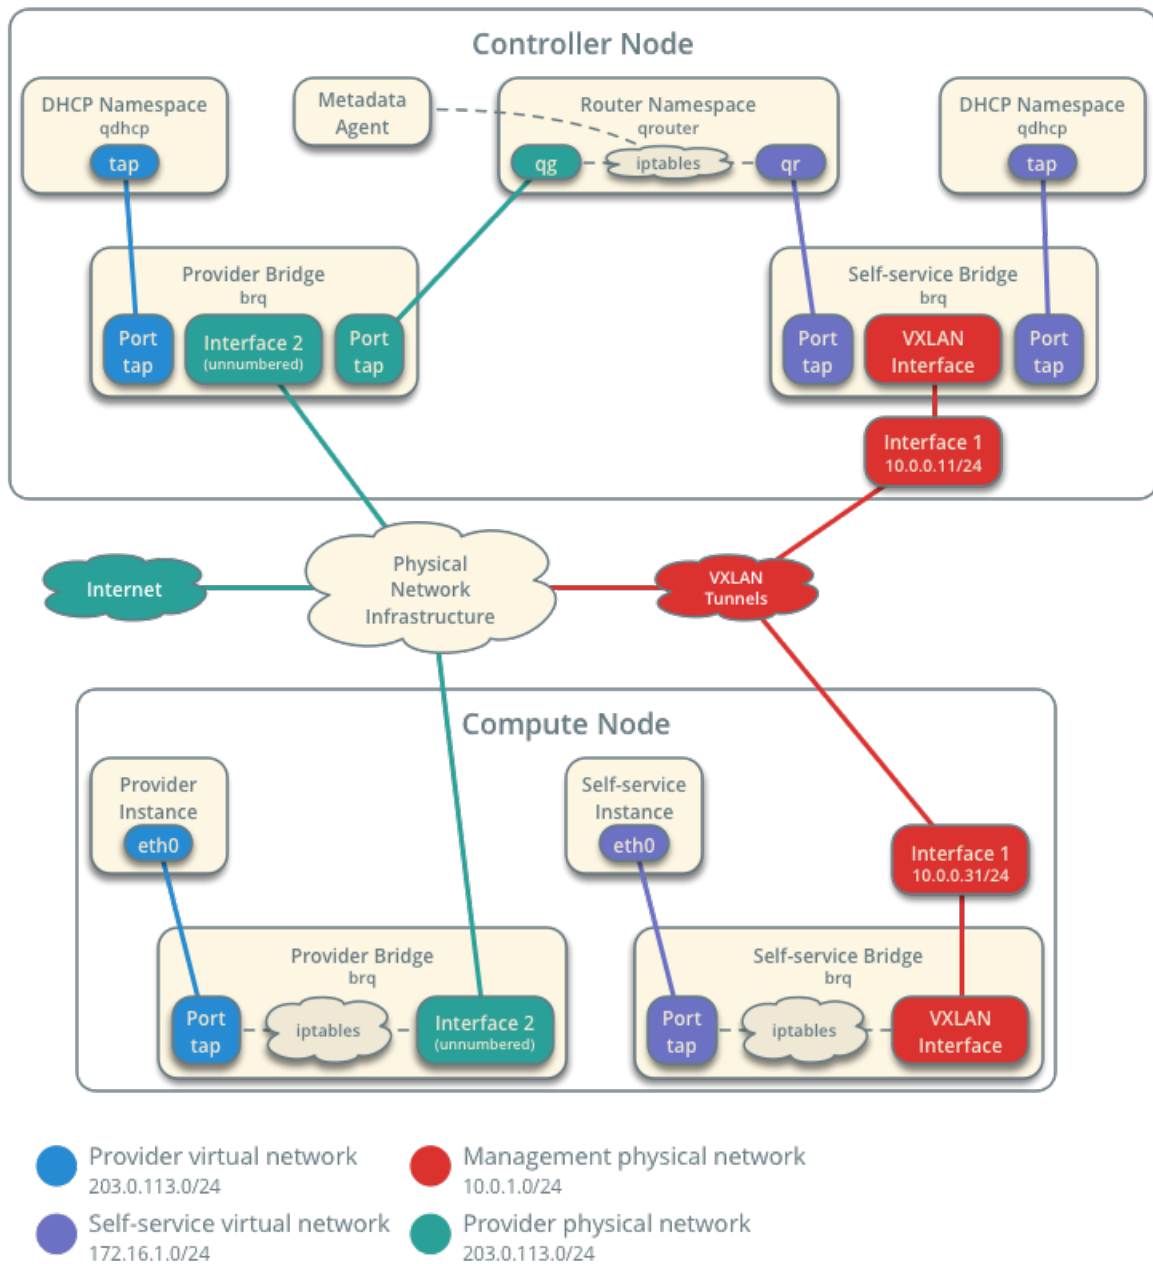 Controller Node
DHCP Namespace
qdhcp
tap
Metadada
Agent
Router Namespace
qrouter
qg
iptables
qr
DHCP Namespace
qdhcp
tap
Provider Bridge
brq
Port
tap
Interface 2
(unnumbered)
Port
tap
Self-service Bridge
brq
Port
tap
VXLAN
Interface
Port
tap
Interface 1
10.0.0.11/24
Internet
Physical
Network
Infrastructure
VXLAN
Tunnels
Compute Node
Provider
Instance
eth0
Self-service
Instance
eth0
Interface 1
10.0.0.31/24
Provider Bridge
brq
Port
tap
iptables
Interface 2
(unnumbered)
Self-service Bridge
brq
Port
tap
iptables
VXLAN
Interface
Provider virtual network
203.0.113.0/24
Management physical network
10.0.1.0/24
Self-service virtual network
172.16.1.0/24
Provider physical network
203.0.113.0/24